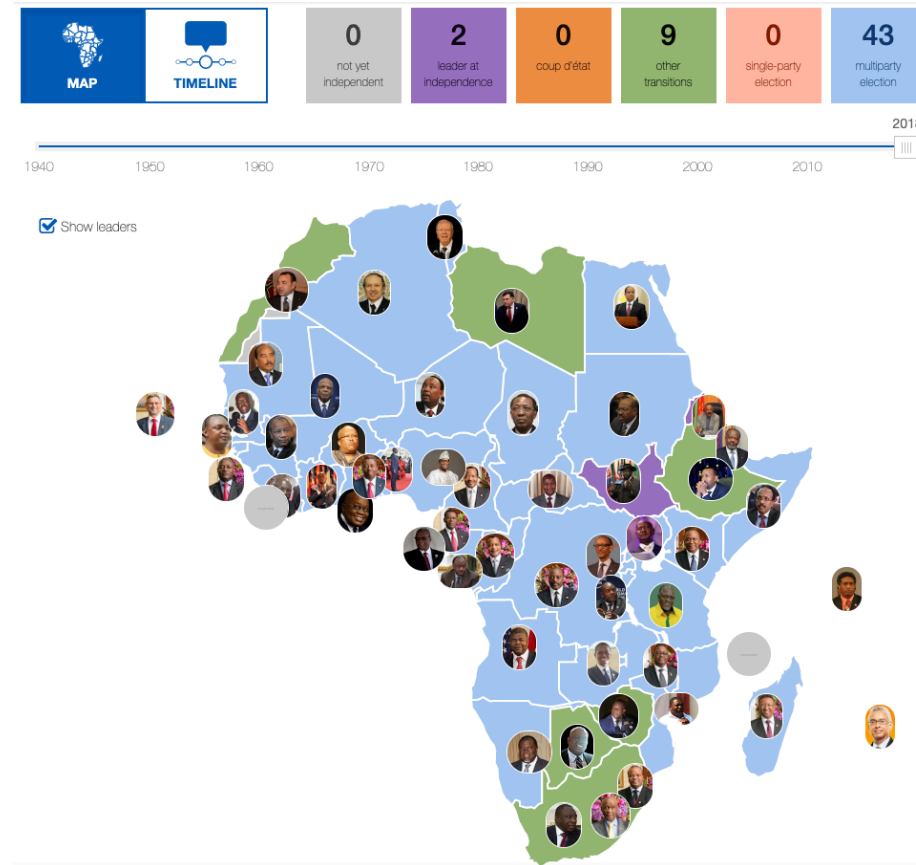 0
not yet
independent
2
leader at
independence
0
coup d'état
9
other
transitions
0
single-party
election
43
multiparty
election
MAP
TIMELINE
1940
1950
1960
1970
1980
1990
2000
2010
Show leaders